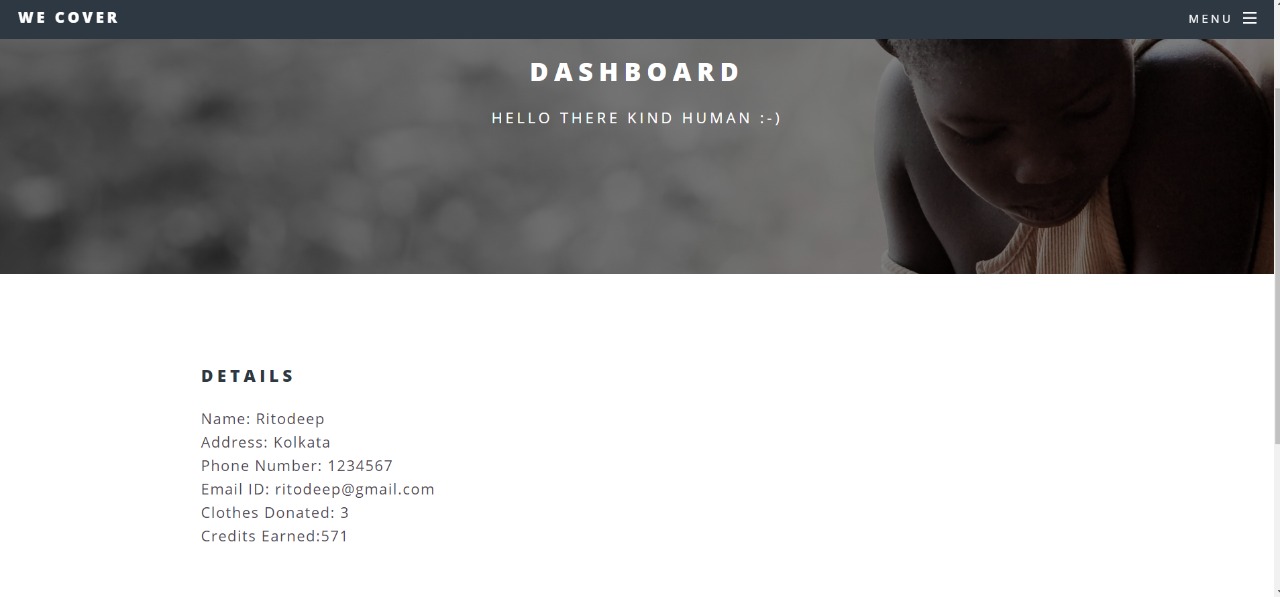 WE COVER
MENU
DASHBOARD
HELLO THERE KIND HUMAN :-)
DETAILS
Name: Ritodeep
Address: Kolkata
Phone Number: 1234567
Email ID: ritodeep@gmail.com
Clothes Donated: 3
Credits Earned:571